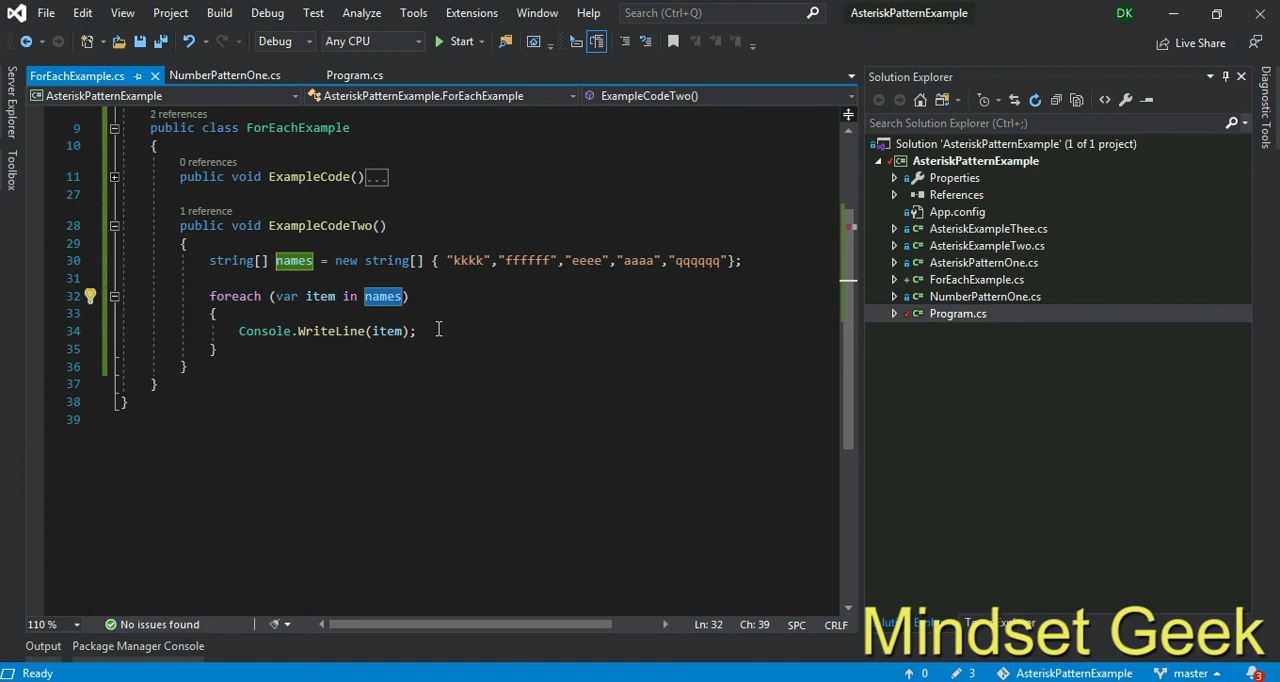 File Edit View Project Build Debug Test Analyze Tools Extensions Window Help Search (Ctrl+Q) AsteriskPatternExample DK
Debug Any CPU Start Live Share
Server Explorer
Toolbox
ForEachExample.cs NumberPatternOne.cs Program.cs
AsteriskPatternExample AsteriskPatternExample.ForEachExample ExampleCodeTwo()
2 references
9 public class ForEachExample
10 {
0 references
11 public void ExampleCode()...
27
1 reference
28 public void ExampleCodeTwo()
29 {
30 string[] names = new string[] { "kkkk","ffffff","eeee","aaaa","qqqqqq"};
31
32 foreach (var item in names)
33 {
34 Console.WriteLine(item);
35 }
36 }
37 }
38 }
39
110 % No issues found Ln: 32 Ch: 39 SPC CRLF
Solution Explorer
Search Solution Explorer (Ctrl+;)
Solution 'AsteriskPatternExample' (1 of 1 project)
AsteriskPatternExample
Properties
References
App.config
AsteriskExampleThee.cs
AsteriskExampleTwo.cs
AsteriskPatternOne.cs
ForEachExample.cs
NumberPatternOne.cs
Program.cs
Diagnostic Tools
Mindset Geek
Output Package Manager Console
Ready 0 3 AsteriskPatternExample master 3